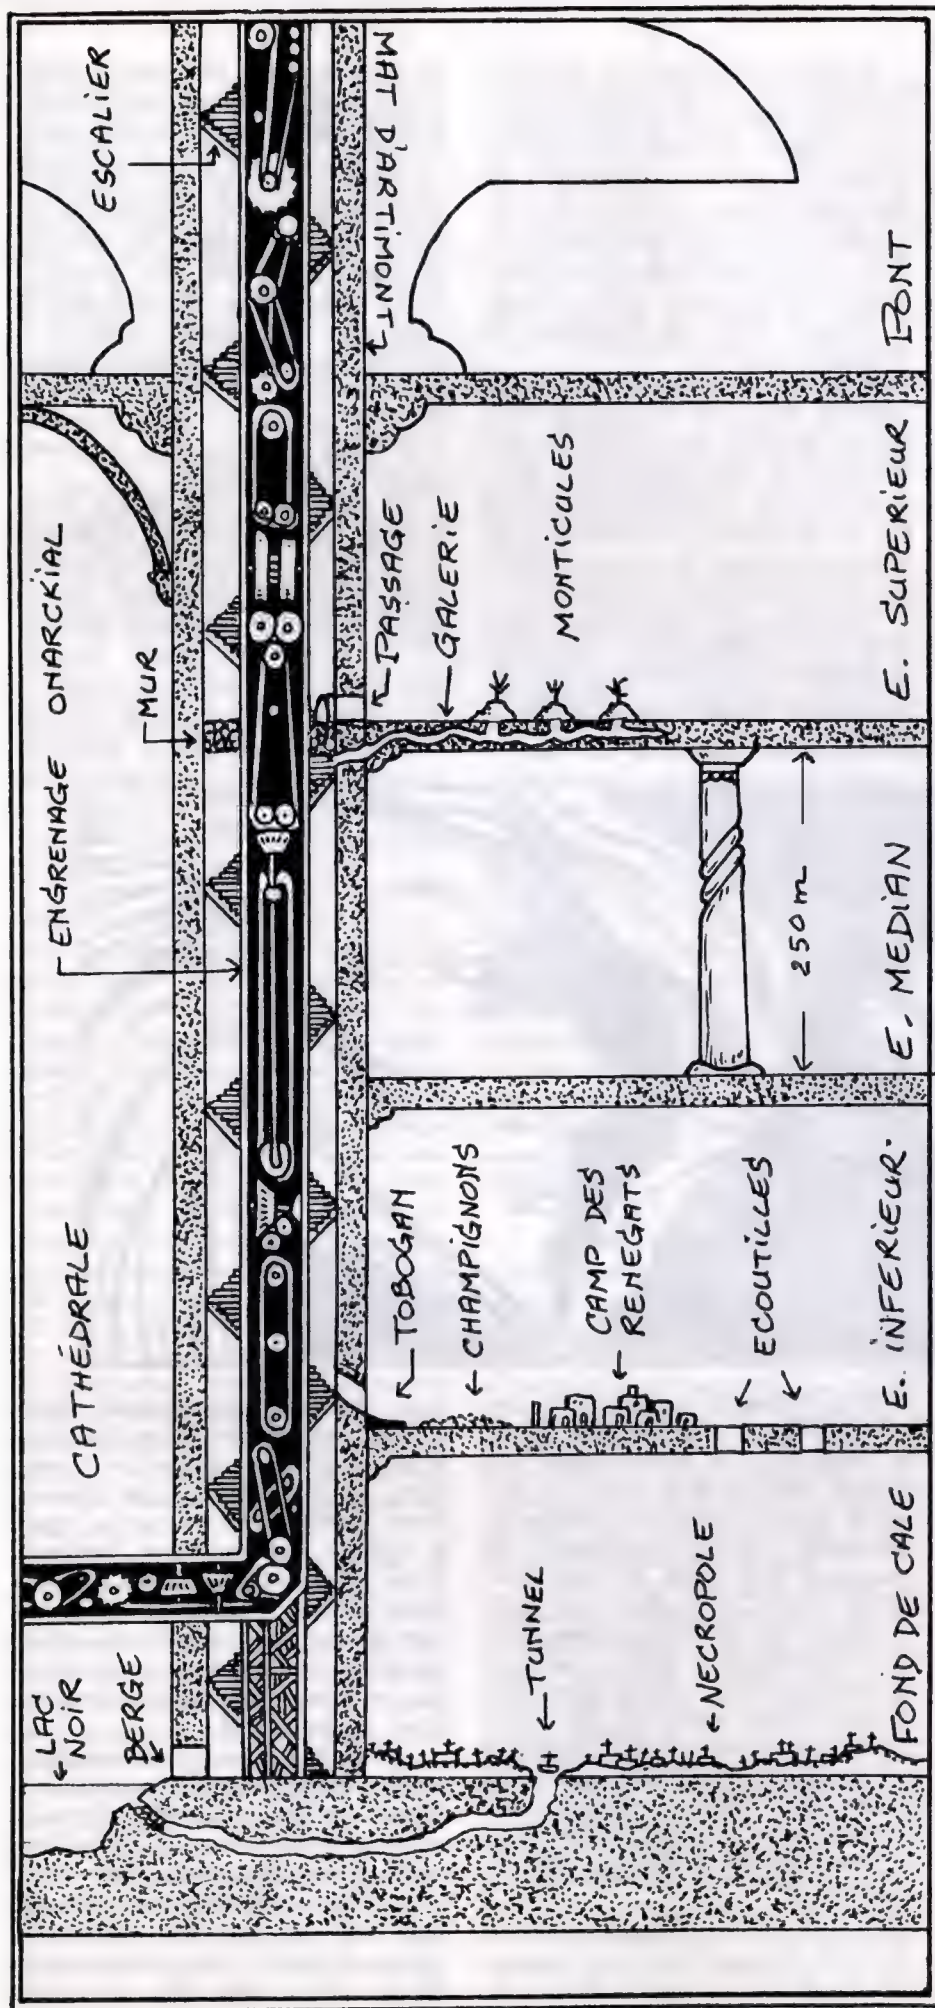 LAC
NOIR
BERGE
CATHÉDRALE
ENGRENAGE ONARCKIAL
MUR
ESCALIER
MAT D'ARTIMONT
TOBOGAN
CHAMPIGNONS
PASSAGE
GALERIE
MONTICULES
TUNNEL
CAMP DES
RENEGATS
NECROPOLE
ECOUTILLES
250 m
FOND DE CALE
E. INFERIEUR
E. MEDIAN
E. SUPERIEUR
PONT